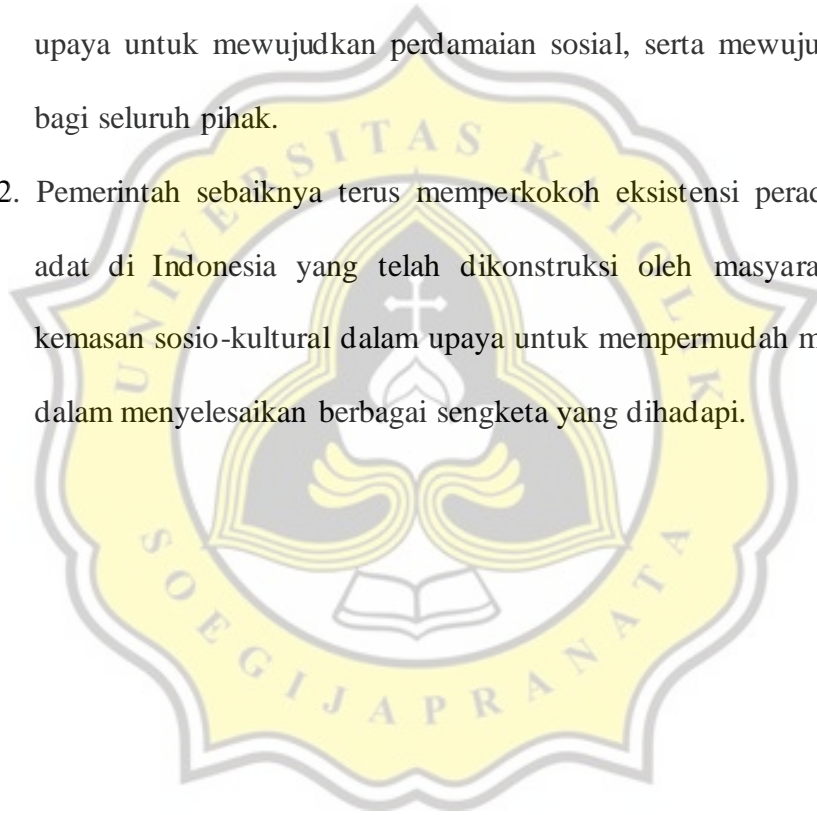 upaya untuk mewujudkan perdamaian sosial, serta mewuju
bagi seluruh pihak.
2. Pemerintah sebaiknya terus memperkokoh eksistensi perad
adat di Indonesia yang telah dikonstruksi oleh masyara
kemasan sosio-kultural dalam upaya untuk mempermudah m
dalam menyelesaikan berbagai sengketa yang dihadapi.
UNIVERSITAS KATOLIK
SOEGIJAPRANATA